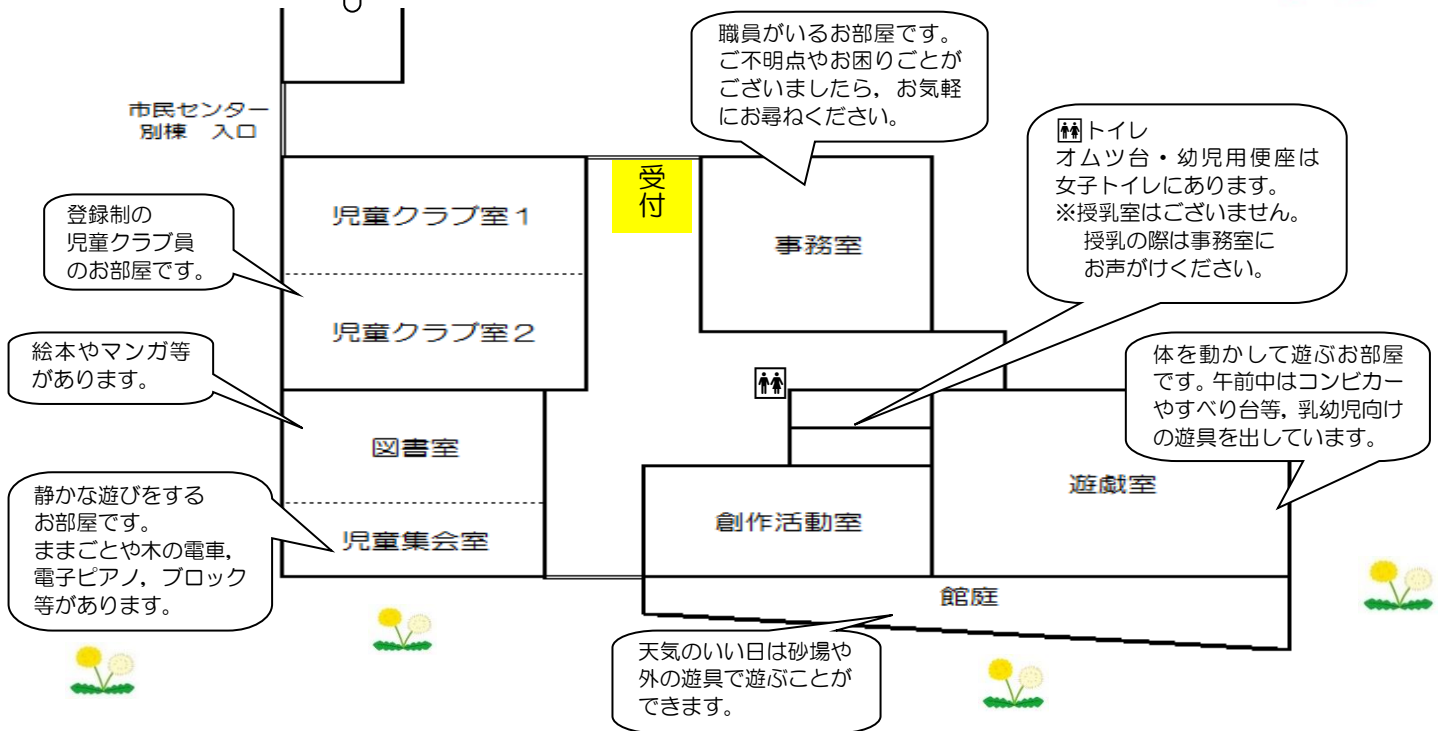 職員がいるお部屋です。
ご不明点やお困りごとが
ございましたら，お気軽
にお尋ねください。
市民センター
別棟　入口
トイレ
オムツ台・幼児用便座は
女子トイレにあります。
※授乳室はございません。
授乳の際は事務室に
お声がけください。
受
付
児童クラブ室１
事務室
登録制の
児童クラブ員
のお部屋です。
児童クラブ室２
絵本やマンガ等
があります。
体を動かして遊ぶお部屋
です。午前中はコンビカー
やすべり台等，乳幼児向け
の遊具を出しています。
図書室
遊戯室
静かな遊びをする
お部屋です。
ままごとや木の電車，
電子ピアノ，ブロック
等があります。
創作活動室
児童集会室
館庭
天気のいい日は砂場や
外の遊具で遊ぶことが
できます。